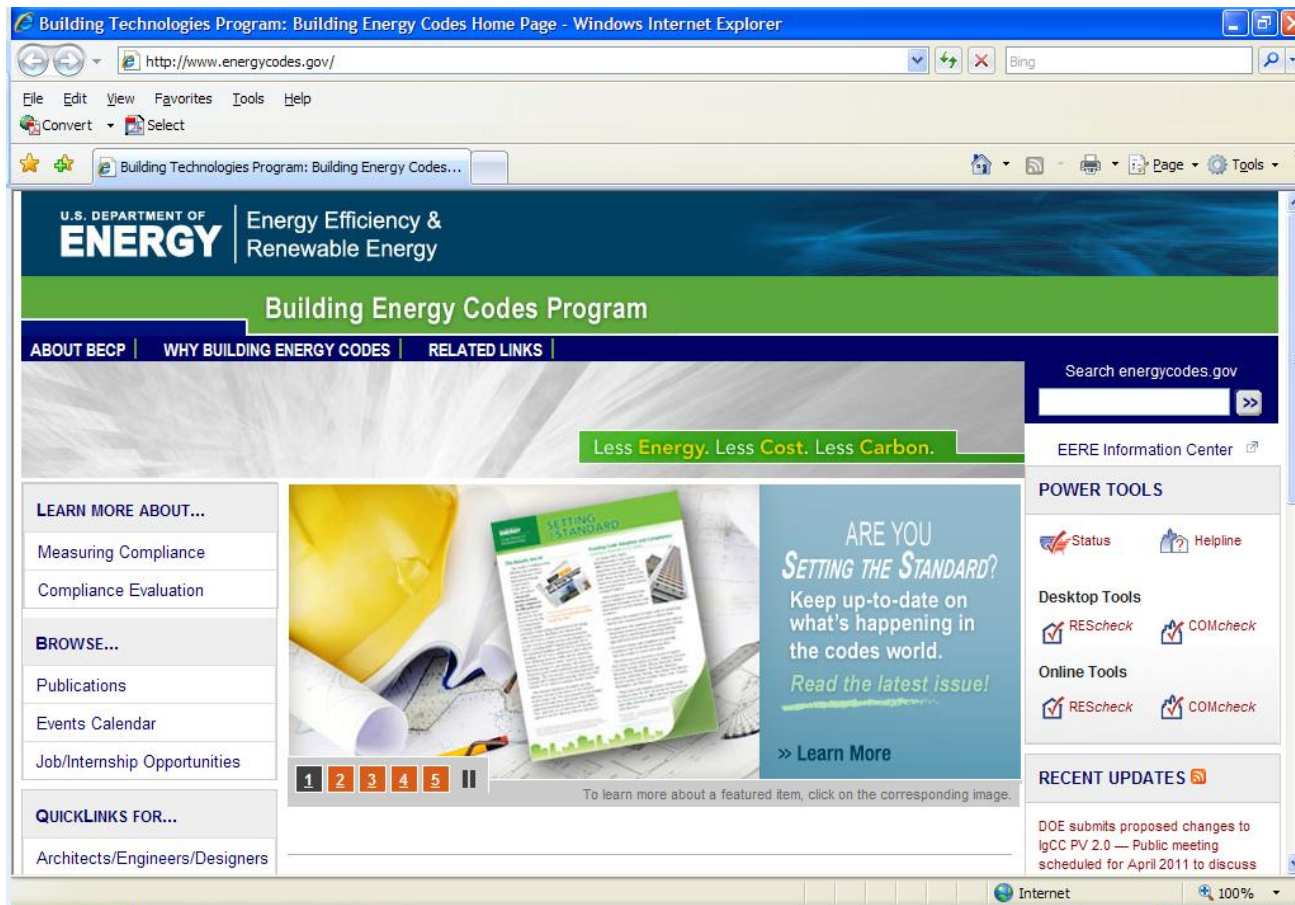 Building Technologies Program: Building Energy Codes Home Page - Windows Internet Explorer
http://www.energycodes.gov/
Bing
File Edit View Favorites Tools Help
Convert Select
Building Technologies Program: Building Energy Codes...
Page Tools
U.S. DEPARTMENT OF
ENERGY
Energy Efficiency &
Renewable Energy
Building Energy Codes Program
ABOUT BECP WHY BUILDING ENERGY CODES RELATED LINKS
Search energycodes.gov
>>
Less Energy. Less Cost. Less Carbon.
EERE Information Center
LEARN MORE ABOUT...
Measuring Compliance
Compliance Evaluation
BROWSE...
Publications
Events Calendar
Job/Internship Opportunities
QUICKLINKS FOR...
Architects/Engineers/Designers
ENERGY
SETTING
THE STANDARD
ARE YOU
SETTING THE STANDARD?
Keep up-to-date on
what's happening in
the codes world.
Read the latest issue!
>> Learn More
1 2 3 4 5
To learn more about a featured item, click on the corresponding image.
POWER TOOLS
Status Helpline
Desktop Tools
REScheck COMcheck
Online Tools
REScheck COMcheck
RECENT UPDATES
DOE submits proposed changes to
IgCC PV 2.0 — Public meeting
scheduled for April 2011 to discuss
Internet 100%